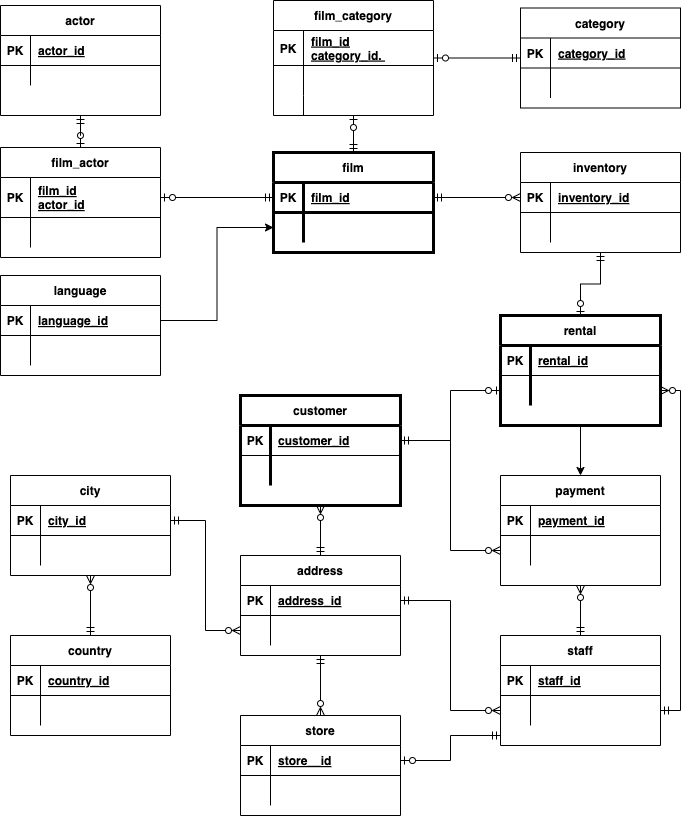 actor
PK actor_id
film_category
PK film_id
category_id.
category
PK category_id
film_actor
PK film_id
actor_id
film
PK film_id
inventory
PK inventory_id
language
PK language_id
rental
PK rental_id
customer
PK customer_id
city
PK city_id
payment
PK payment_id
address
PK address_id
country
PK country_id
staff
PK staff_id
store
PK store__id